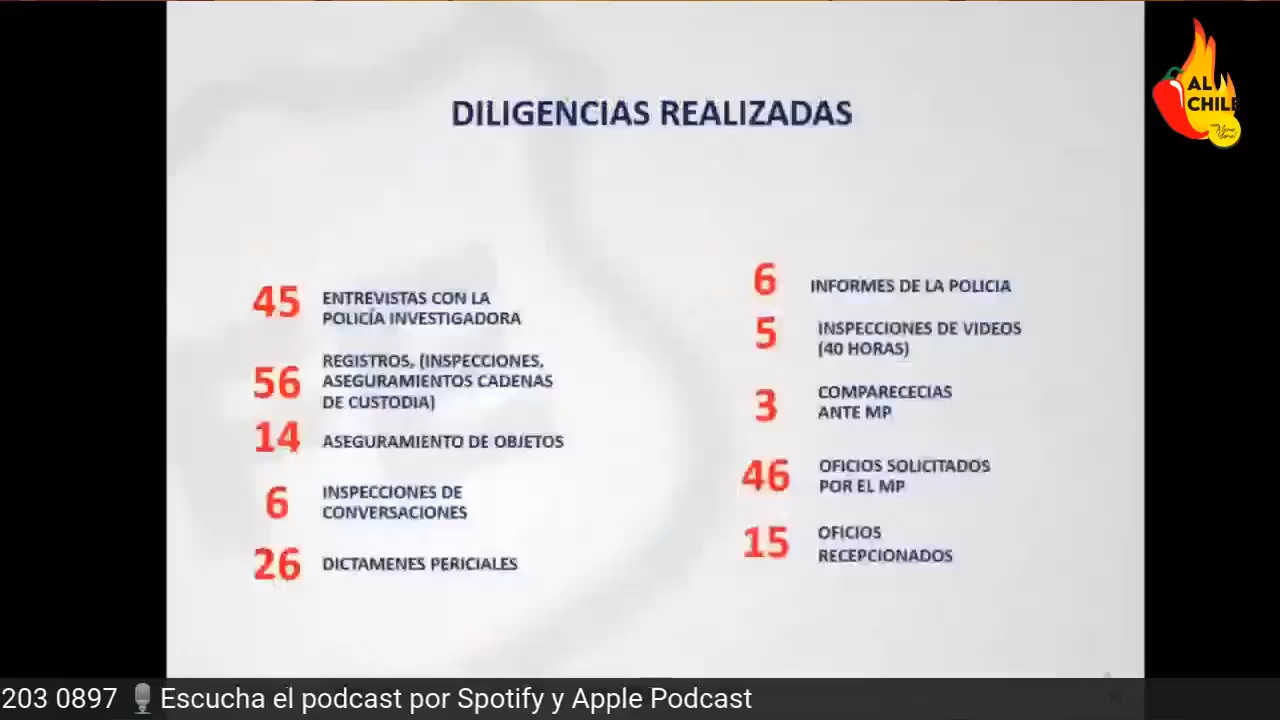 DILIGENCIAS REALIZADAS
45 ENTREVISTAS CON LA
POLICÍA INVESTIGADORA
56 REGISTROS, (INSPECCIONES,
ASEGURAMIENTOS CADENAS
DE CUSTODIA)
14 ASEGURAMIENTO DE OBJETOS
6 INSPECCIONES DE
CONVERSACIONES
26 DICTAMENES PERICIALES
6 INFORMES DE LA POLICIA
5 INSPECCIONES DE VIDEOS
(40 HORAS)
3 COMPARECECIAS
ANTE MP
46 OFICIOS SOLICITADOS
POR EL MP
15 OFICIOS
RECEPCIONADOS
AL
CHILE
203 0897 Escucha el podcast por Spotify y Apple Podcast